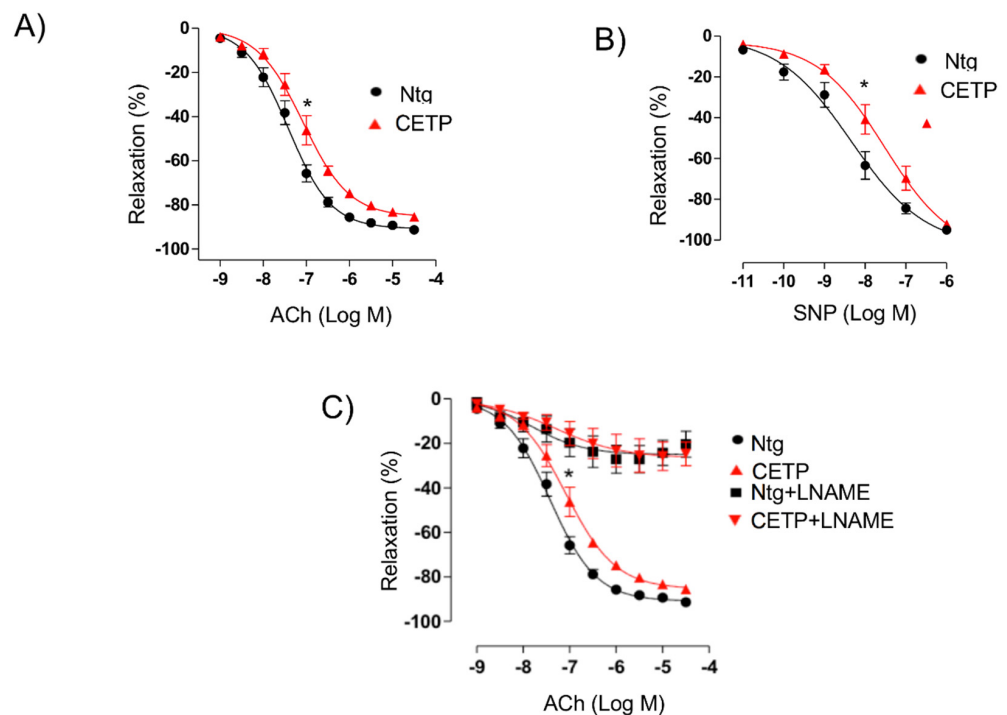 A)
0
-20
-40
-60
-80
-100
Relaxation (%)
*
Ntg
CETP
-9 -8 -7 -6 -5 -4
ACh (Log M)
B)
0
-20
-40
-60
-80
-100
Relaxation (%)
*
Ntg
CETP
-11 -10 -9 -8 -7 -6
SNP (Log M)
C)
0
-20
-40
-60
-80
-100
Relaxation (%)
*
Ntg
CETP
Ntg+LNAME
CETP+LNAME
-9 -8 -7 -6 -5 -4
ACh (Log M)